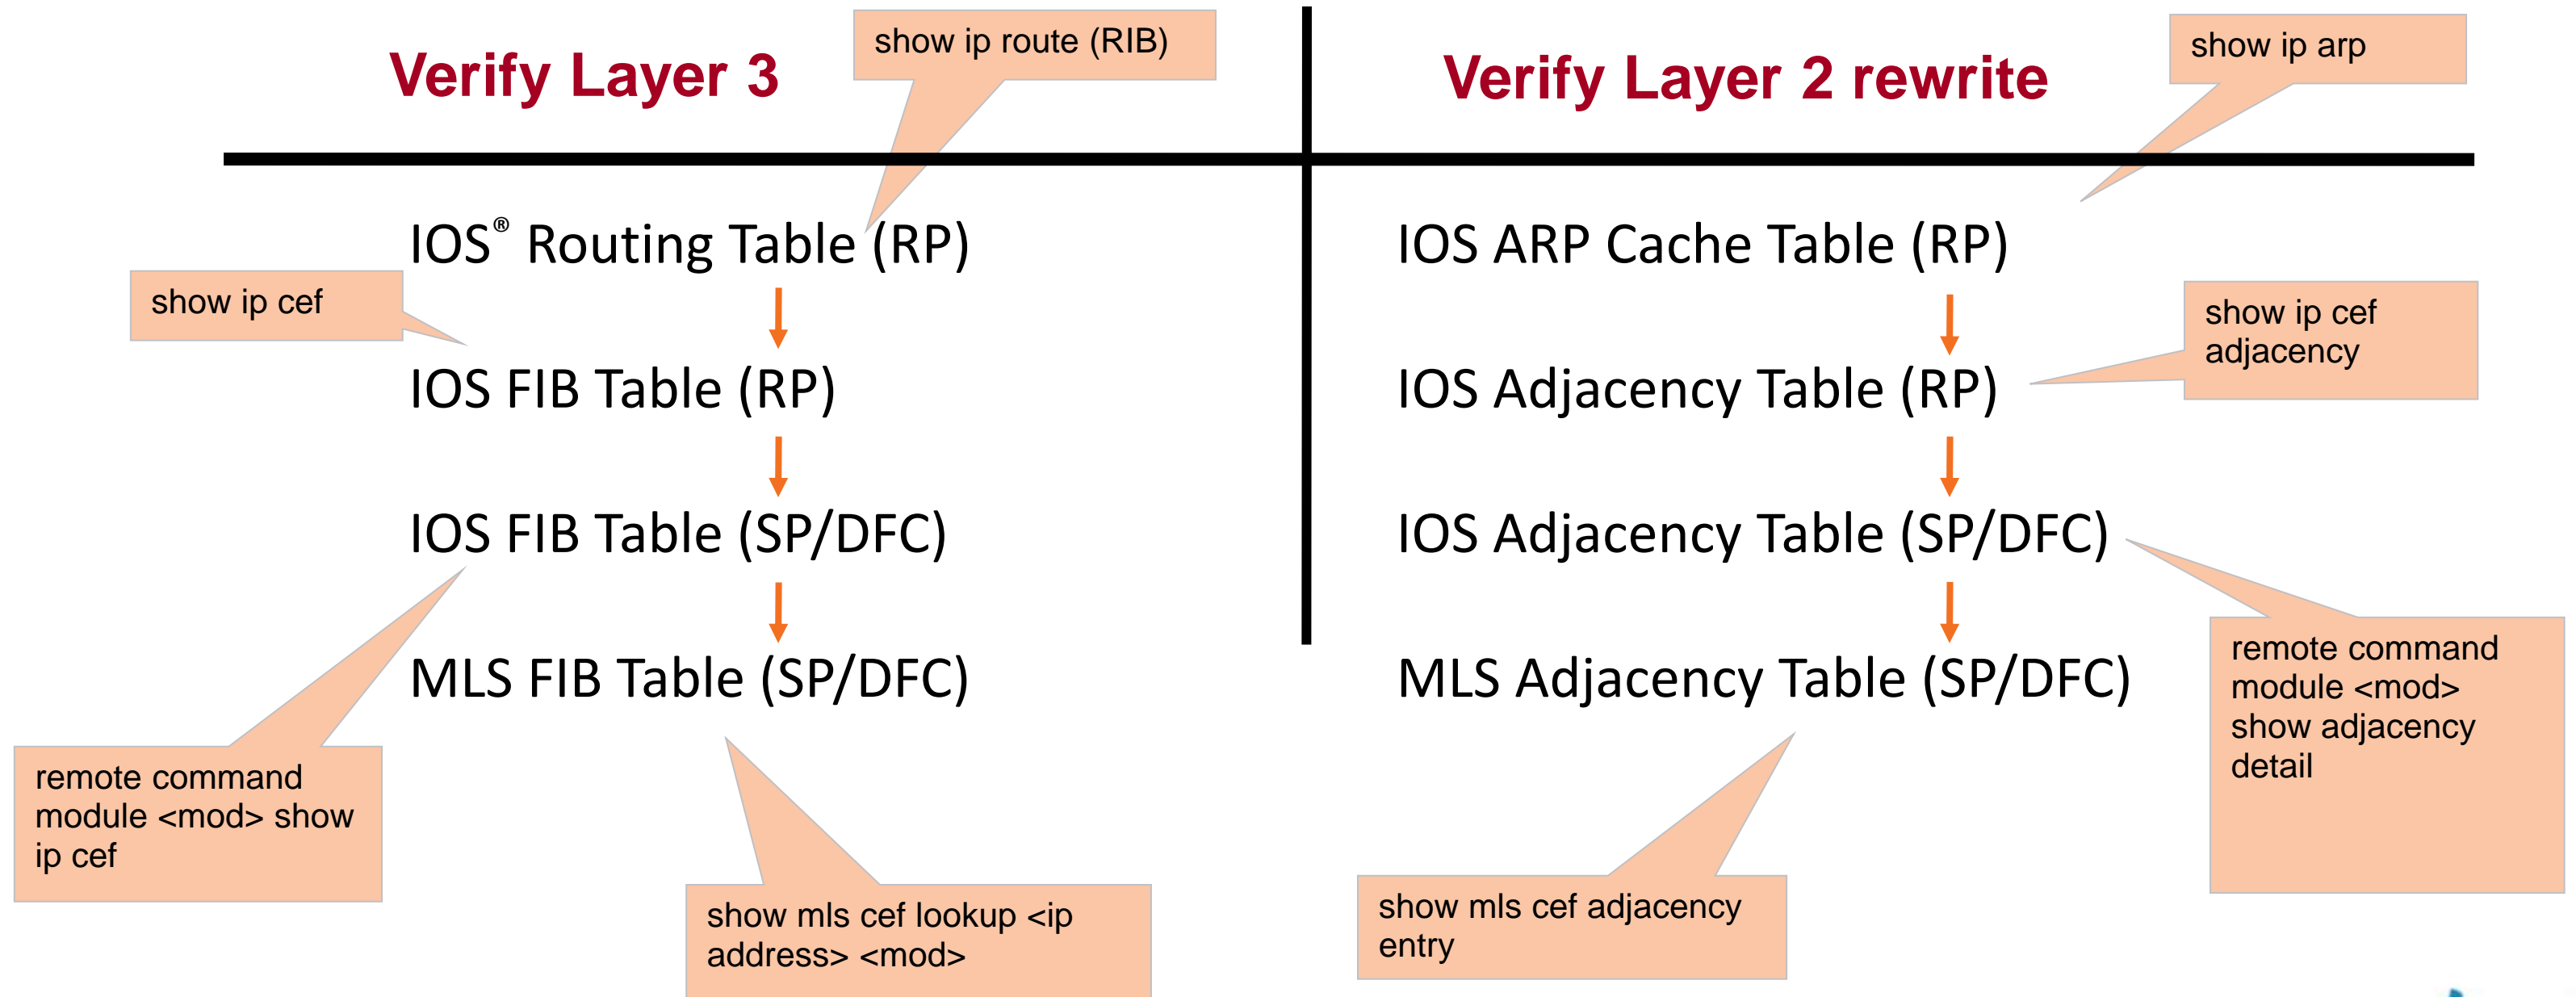 Verify Layer 3
show ip route (RIB)
IOS® Routing Table (RP)
show ip cef
IOS FIB Table (RP)
IOS FIB Table (SP/DFC)
MLS FIB Table (SP/DFC)
remote command
module <mod> show
ip cef
show mls cef lookup <ip
address> <mod>
Verify Layer 2 rewrite
show ip arp
IOS ARP Cache Table (RP)
show ip cef
adjacency
IOS Adjacency Table (RP)
IOS Adjacency Table (SP/DFC)
remote command
module <mod>
show adjacency
detail
MLS Adjacency Table (SP/DFC)
show mls cef adjacency
entry